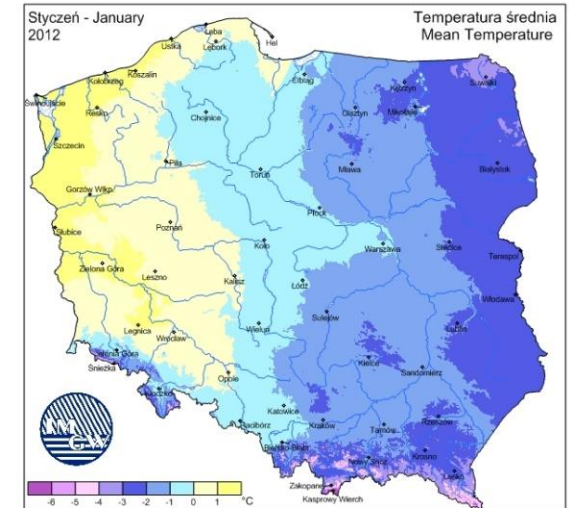 Styczeń - January
2012
Temperatura średnia
Mean Temperature
Łeba
Ustka
Lębork
Hel
Koszalin
Kołobrzeg
Elbląg
Kętrzyn
Suwałki
Świnoujście
Resko
Chojnice
Olsztyn
Mikołajki
Szczecin
Piła
Mława
Białystok
Toruń
Gorzów Wlkp.
Płock
Słubice
Poznań
Koło
Warszawa
Siedlce
Terespol
Zielona Góra
Leszno
Kalisz
Łódź
Włodawa
Sulejów
Legnica
Wrocław
Wieluń
Lublin
Jelenia Góra
Śnieżka
Opole
Kielce
Sandomierz
Kłodzko
Katowice
Racibórz
Kraków
Tarnów
Rzeszów
Bielsko-Biała
Nowy Sącz
Krosno
Lesko
Zakopane
Kasprowy Wierch
IM
GW
-6 -5 -4 -3 -2 -1 0 1 °C